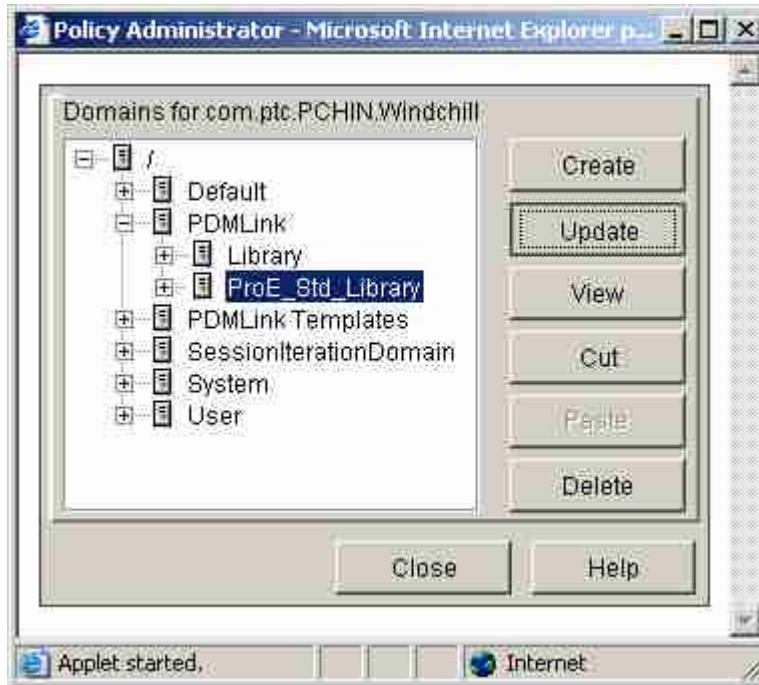 Policy Administrator - Microsoft Internet Explorer p...
Domains for com.ptc.PCHIN.Windchill
/
Default
PDMLink
Library
ProE_Std_Library
PDMLink Templates
SessionIterationDomain
System
User
Create
Update
View
Cut
Paste
Delete
Close
Help
Applet started.
Internet